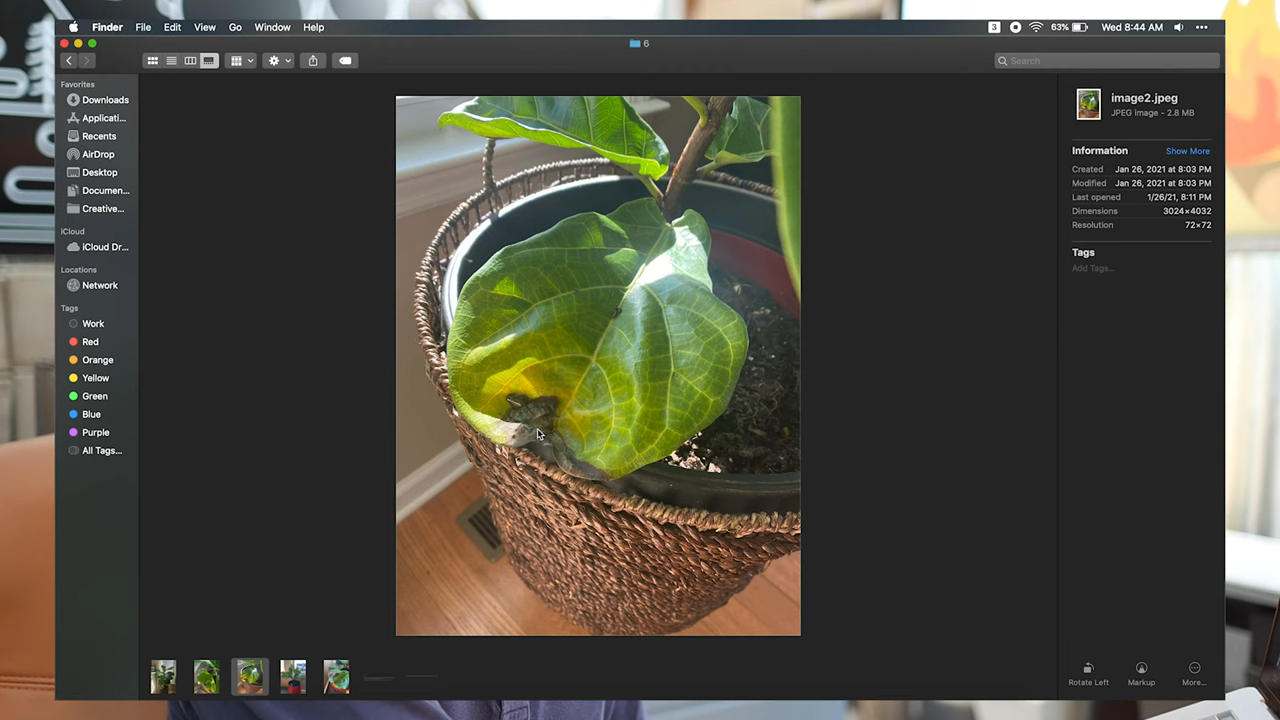 Finder File Edit View Go Window Help 3 63% Wed 8:44 AM
6
Search
Favorites
Downloads
Applicati...
Recents
AirDrop
Desktop
Documen...
Creative...
iCloud
iCloud Dr...
Locations
Network
Tags
Work
Red
Orange
Yellow
Green
Blue
Purple
All Tags...
image2.jpeg
JPEG image - 2.8 MB
Information Show More
Created Jan 26, 2021 at 8:03 PM
Modified Jan 26, 2021 at 8:03 PM
Last opened 1/26/21, 8:11 PM
Dimensions 3024×4032
Resolution 72×72
Tags
Add Tags...
Rotate Left Markup More...